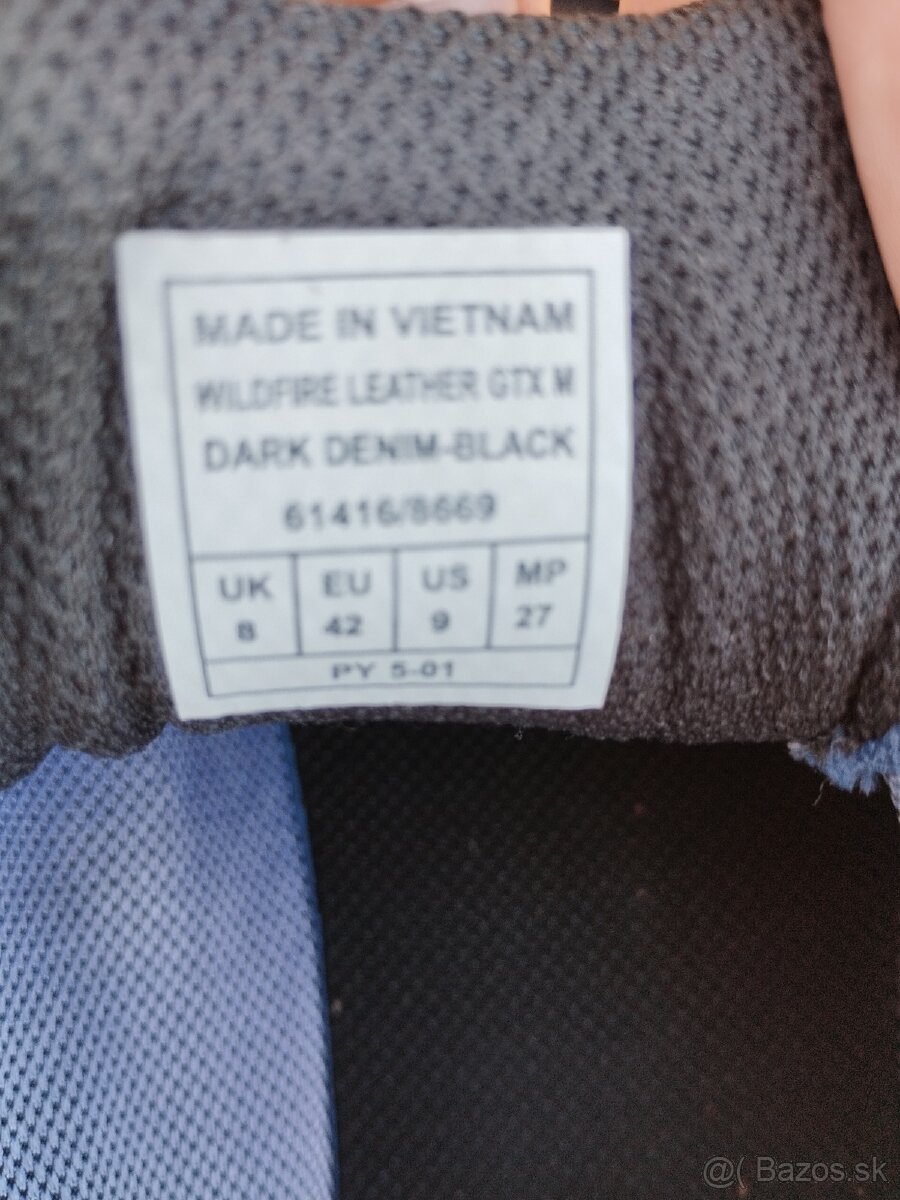 MADE IN VIETNAM
WILDFIRE LEATHER GTX M
DARK DENIM-BLACK
61416/8669
UK EU US MP
8 42 9 27
PY 5-01
@( Bazos.sk